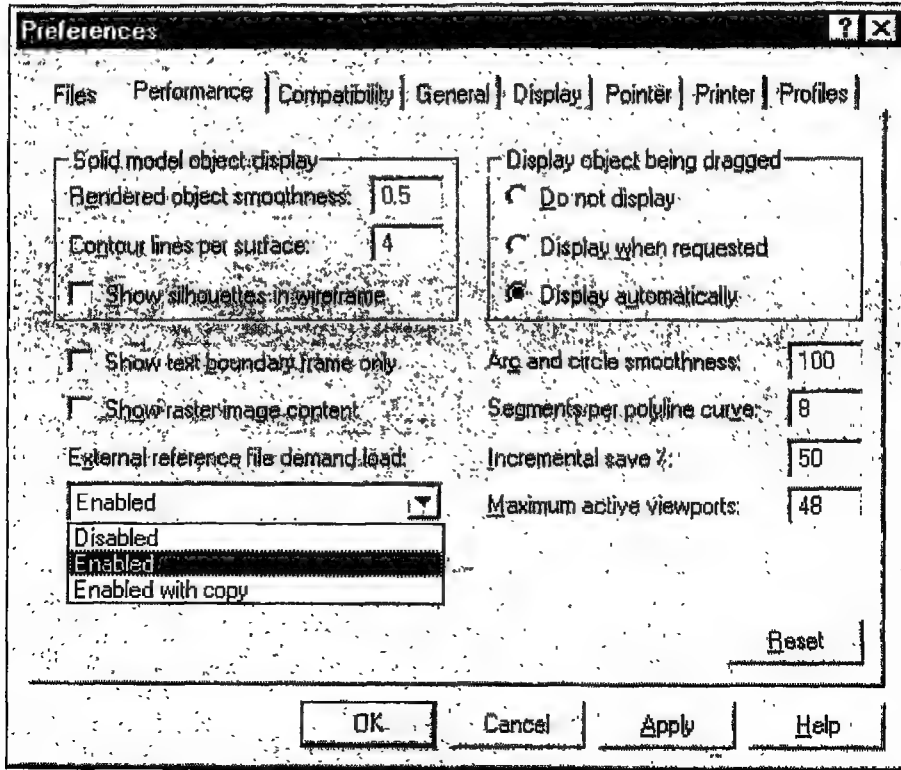 Preferences
Files Performance Compatibility General Display Pointer Printer Profiles
Solid model object display
Rendered object smoothness: 0.5
Contour lines per surface: 4
Show silhouettes in wireframe
Display object being dragged
Do not display
Display when requested
Display automatically
Show text boundary frame only
Show raster image content
External reference file demand load:
Enabled
Disabled
Enabled
Enabled with copy
Arc and circle smoothness: 100
Segments per polyline curve: 8
Incremental save %: 50
Maximum active viewports: 48
Reset
OK Cancel Apply Help